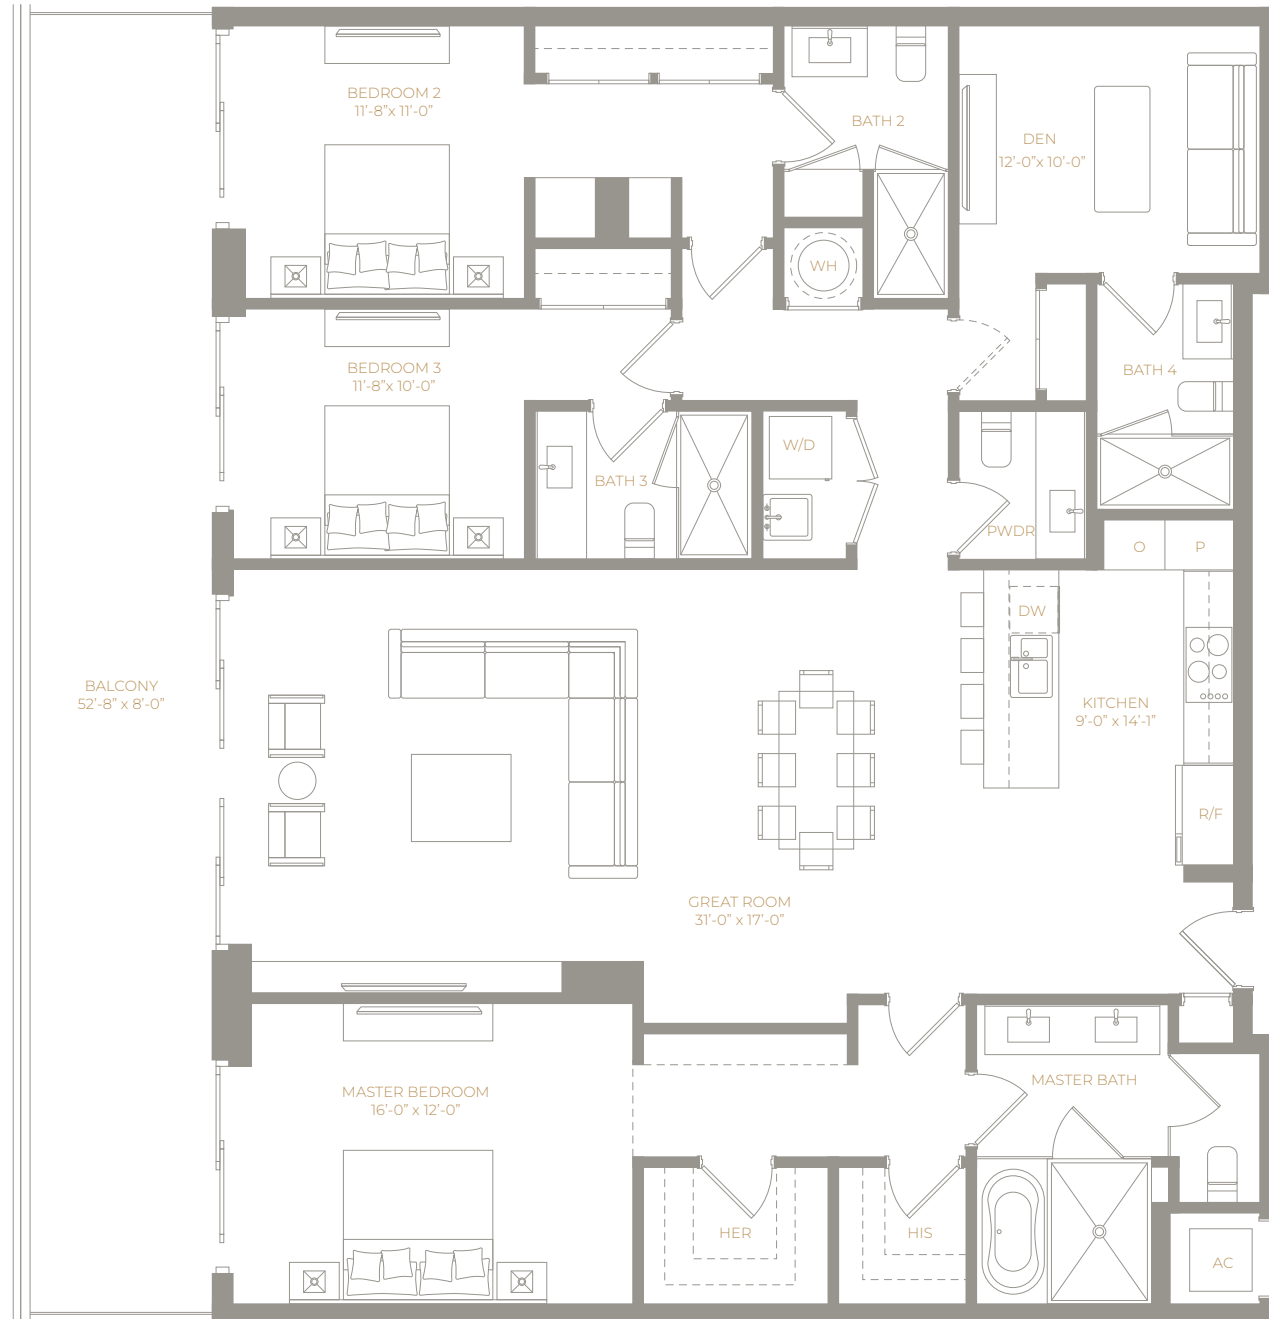 BEDROOM 2
11'-8”x 11'-0”
BATH 2
DEN
12'-0”x 10'-0”
WH
BEDROOM 3
11'-8”x 10'-0”
BATH 4
W/D
BATH 3
PWDR
O
P
DW
BALCONY
52'-8” x 8'-0”
KITCHEN
9'-0” x 14'-1”
R/F
GREAT ROOM
31'-0” x 17'-0”
MASTER BEDROOM
16'-0” x 12'-0”
MASTER BATH
HER
HIS
AC